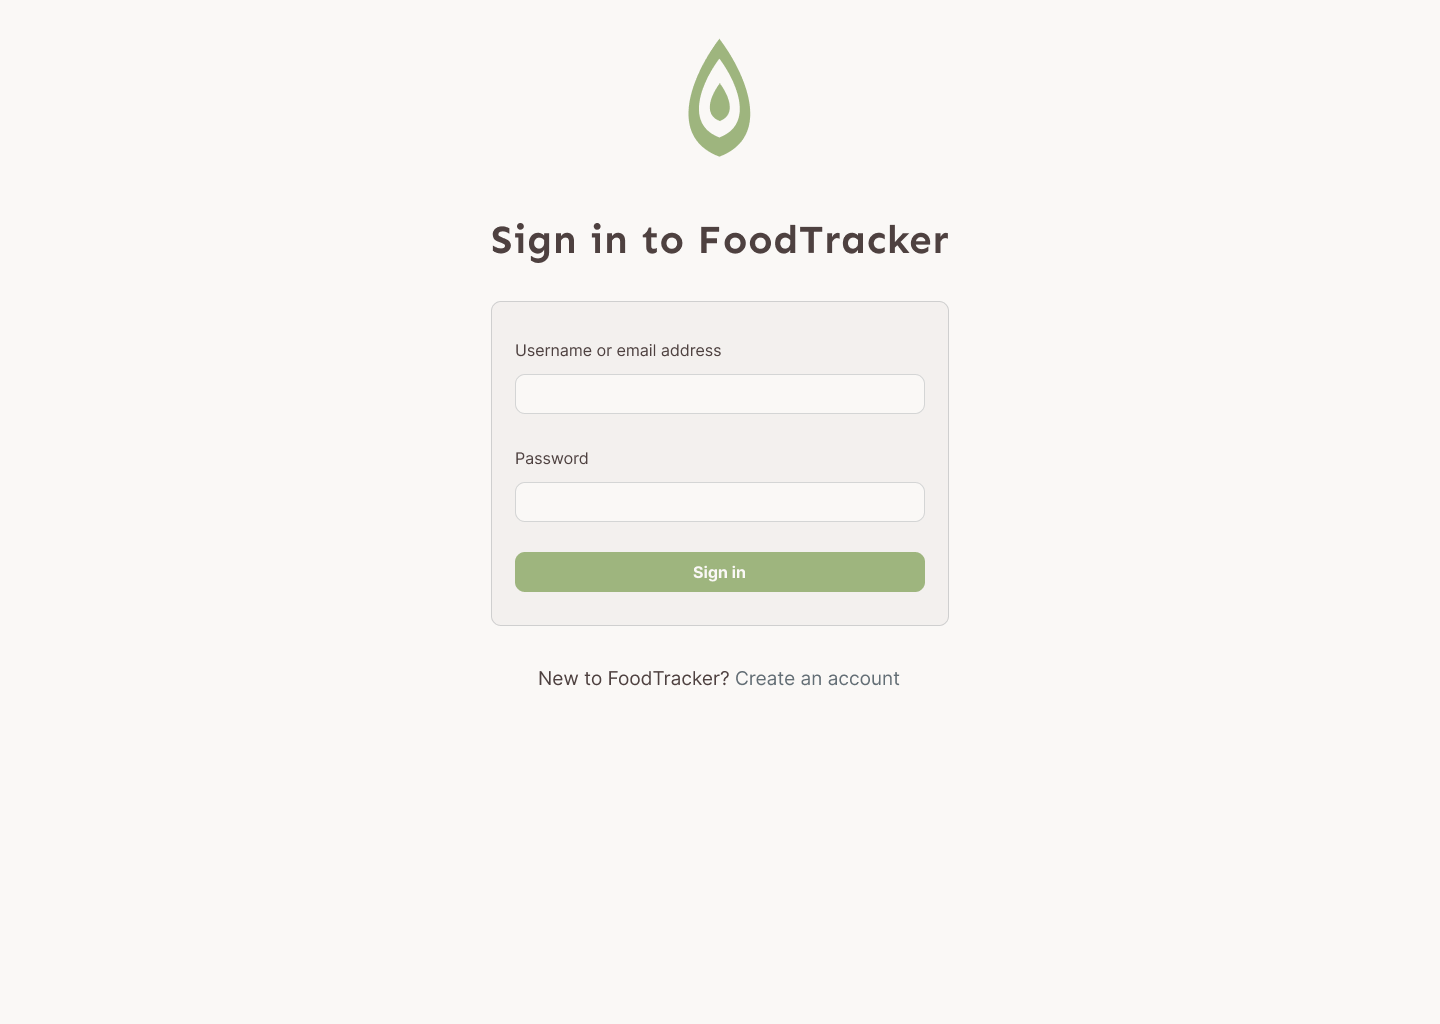 Sign in to FoodTracker
Username or email address
Password
Sign in
New to FoodTracker? Create an account